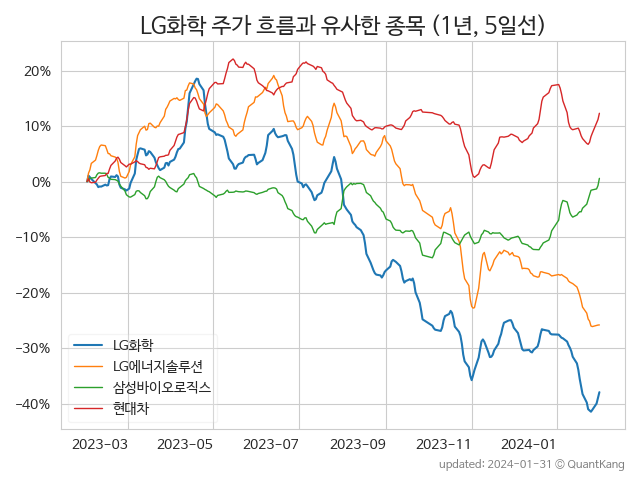 LG화학 주가 흐름과 유사한 종목 (1년, 5일선)
20%
10%
0%
−10%
−20%
−30%
−40%
LG화학
LG에너지솔루션
삼성바이오로직스
현대차
2023-03 2023-05 2023-07 2023-09 2023-11 2024-01
updated: 2024-01-31 © QuantKang